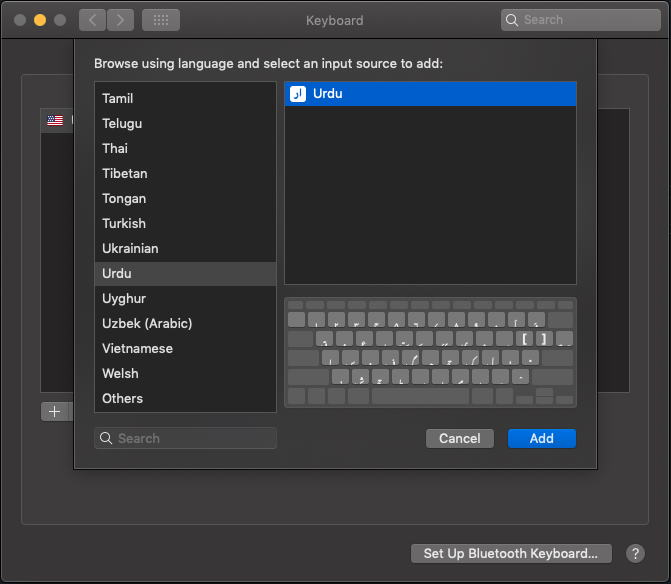 Keyboard
Search
Browse using language and select an input source to add:
Tamil
Telugu
Thai
Tibetan
Tongan
Turkish
Ukrainian
Urdu
Uyghur
Uzbek (Arabic)
Vietnamese
Welsh
Others
Search
ار Urdu
[ ]
Cancel
Add
+
Set Up Bluetooth Keyboard...
?